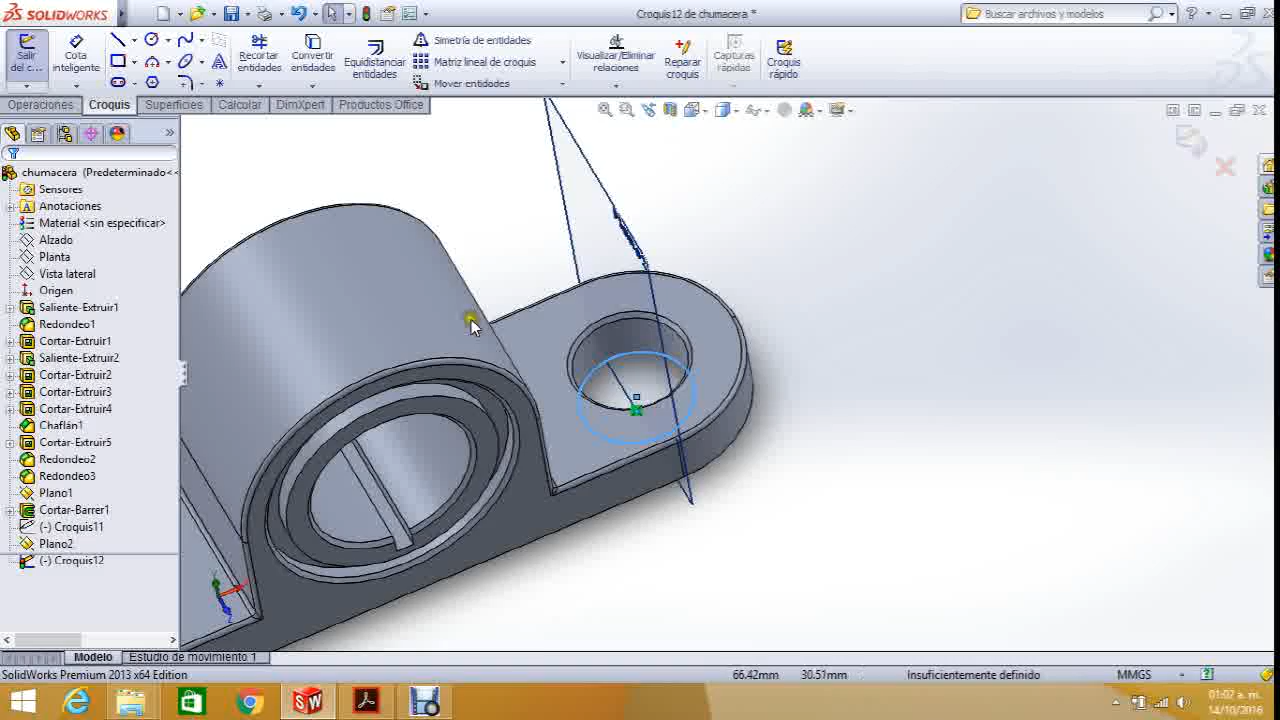 SOLIDWORKS
Croquis12 de chumacera *
Buscar archivos y modelos
Salir del c...
Cota inteligente
Recortar entidades
Convertir entidades
Equidistanciar entidades
Simetría de entidades
Matriz lineal de croquis
Mover entidades
Visualizar/Eliminar relaciones
Reparar croquis
Capturas rápidas
Croquis rápido
Operaciones
Croquis
Superficies
Calcular
DimXpert
Productos Office
chumacera (Predeterminado<<
Sensores
Anotaciones
Material <sin especificar>
Alzado
Planta
Vista lateral
Origen
Saliente-Extruir1
Redondeo1
Cortar-Extruir1
Saliente-Extruir2
Cortar-Extruir2
Cortar-Extruir3
Cortar-Extruir4
Chaflán1
Cortar-Extruir5
Redondeo2
Redondeo3
Plano1
Cortar-Barrer1
(-) Croquis11
Plano2
(-) Croquis12
Modelo
Estudio de movimiento 1
SolidWorks Premium 2013 x64 Edition
66.42mm
30.51mm
Insuficientemente definido
MMGS
01:02 a. m.
14/10/2016